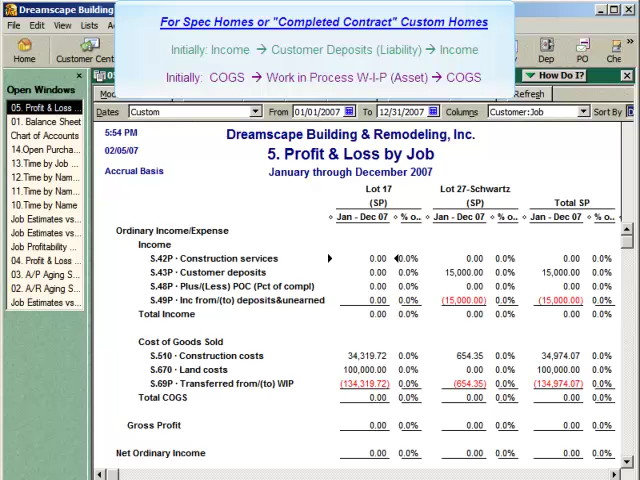 Dreamscape Building
For Spec Homes or "Completed Contract" Custom Homes
Initially: Income → Customer Deposits (Liability) → Income
Initially: COGS → Work in Process W-I-P (Asset) → COGS
File Edit View Lists
Home Customer Cent Dep PO Che »
How Do I?
Open Windows
Refresh
Dates Custom From 01/01/2007 To 12/31/2007 Columns Customer:Job Sort By
05. Profit & Loss ...
01. Balance Sheet
Chart of Accounts
14.Open Purcha...
13.Time by Job ...
12.Time by Nam...
11.Time by Nam...
10.Time by Name
Job Estimates vs...
Job Profitability ...
04. Profit & Loss ...
03. A/P Aging S...
02. A/R Aging S...
Job Estimates vs...
5:54 PM
02/05/07
Accrual Basis
Dreamscape Building & Remodeling, Inc.
5. Profit & Loss by Job
January through December 2007
Lot 17 Lot 27-Schwartz
(SP) (SP) Total SP
Jan - Dec 07 % o... Jan - Dec 07 % o... Jan - Dec 07 % o...
Ordinary Income/Expense
Income
S.42P · Construction services 0.00 0.0% 0.00 0.0% 0.00 0.0%
S.43P · Customer deposits 0.00 0.0% 15,000.00 0.0% 15,000.00 0.0%
S.48P · Plus/(Less) POC (Pct of compl) 0.00 0.0% 0.00 0.0% 0.00 0.0%
S.49P · Inc from/(to) deposits&unearned 0.00 0.0% (15,000.00) 0.0% (15,000.00) 0.0%
Total Income 0.00 0.0% 0.00 0.0% 0.00 0.0%
Cost of Goods Sold
S.510 · Construction costs 34,319.72 0.0% 654.35 0.0% 34,974.07 0.0%
S.670 · Land costs 100,000.00 0.0% 0.00 0.0% 100,000.00 0.0%
S.69P · Transferred from/(to) WIP (134,319.72) 0.0% (654.35) 0.0% (134,974.07) 0.0%
Total COGS 0.00 0.0% 0.00 0.0% 0.00 0.0%
Gross Profit 0.00 0.0% 0.00 0.0% 0.00 0.0%
Net Ordinary Income 0.00 0.0% 0.00 0.0% 0.00 0.0%